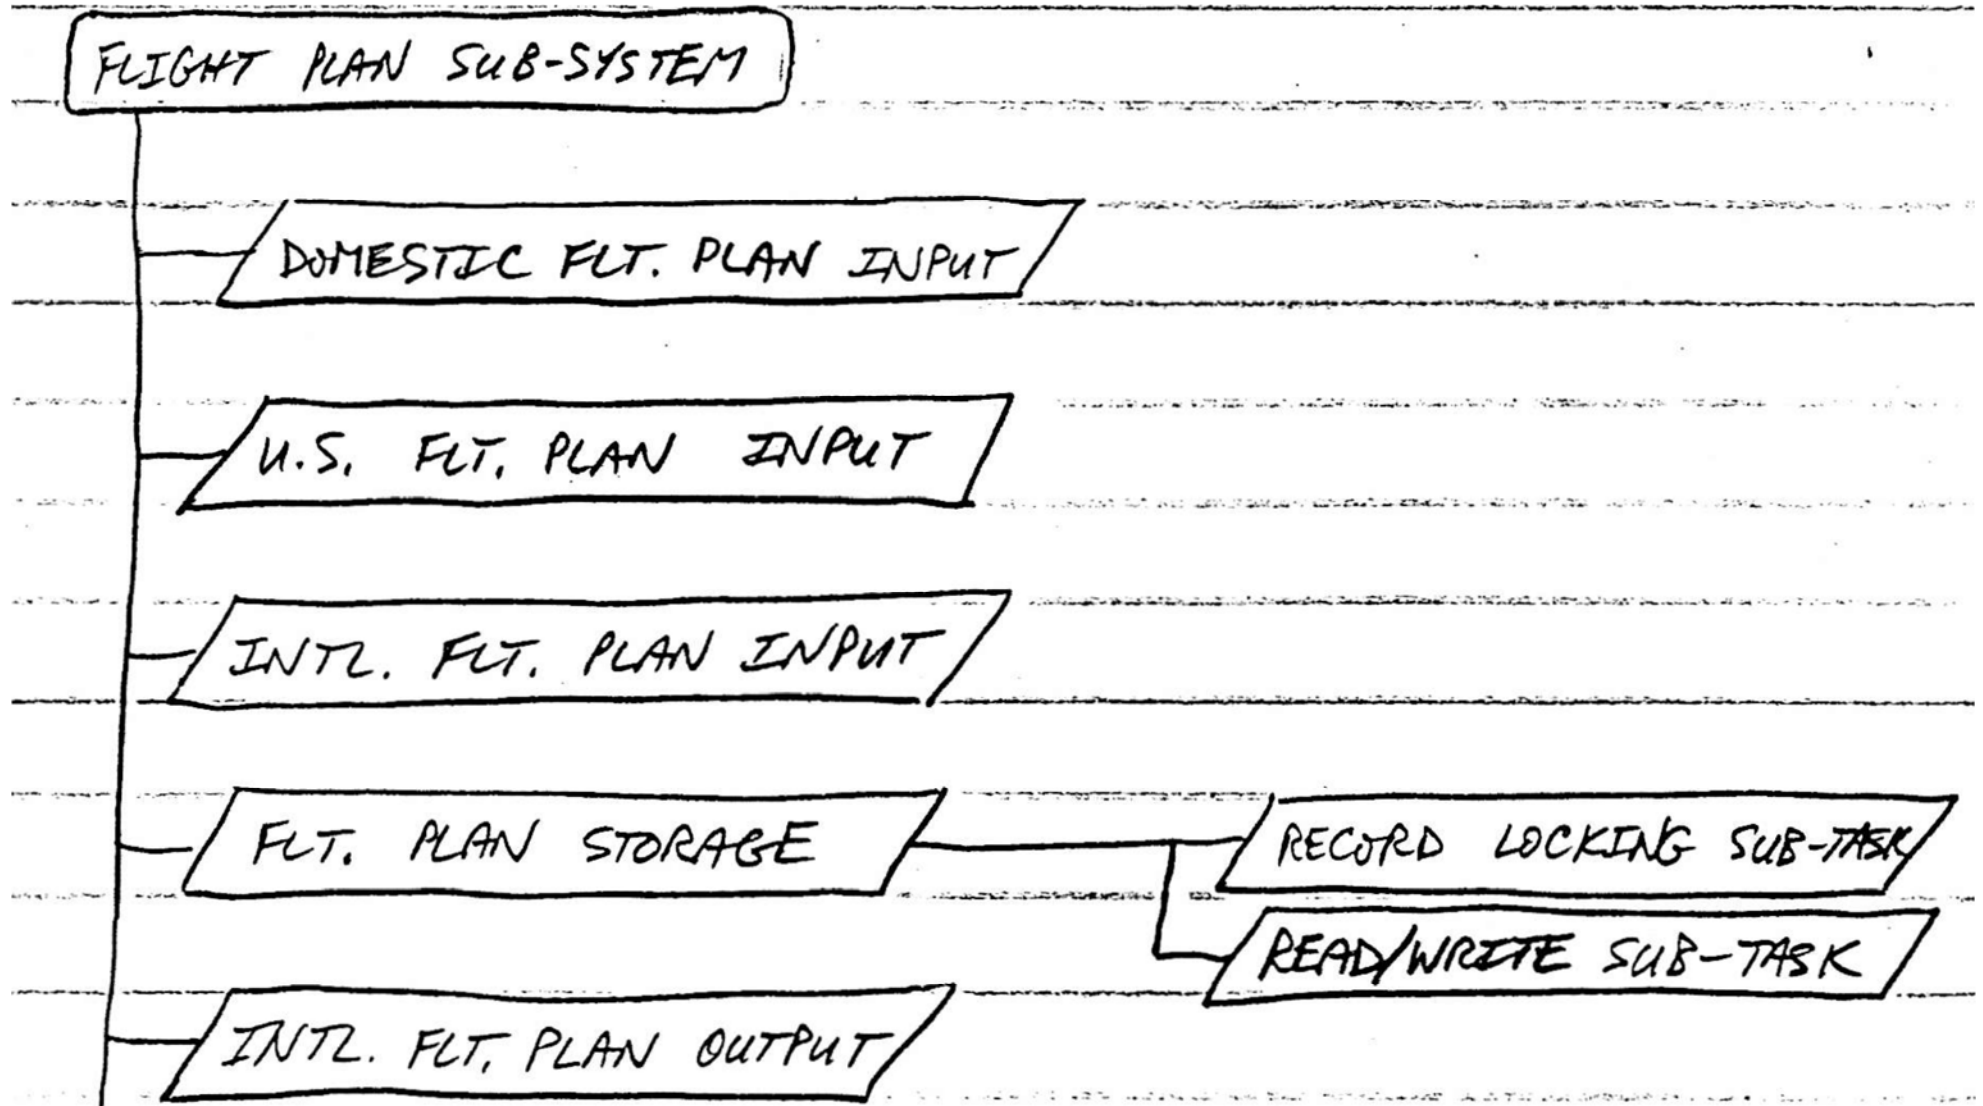 FLIGHT PLAN SUB-SYSTEM
DOMESTIC FLT. PLAN INPUT
U.S. FLT. PLAN INPUT
INTL. FLT. PLAN INPUT
FLT. PLAN STORAGE
RECORD LOCKING SUB-TASK
READ/WRITE SUB-TASK
INTL. FLT. PLAN OUTPUT